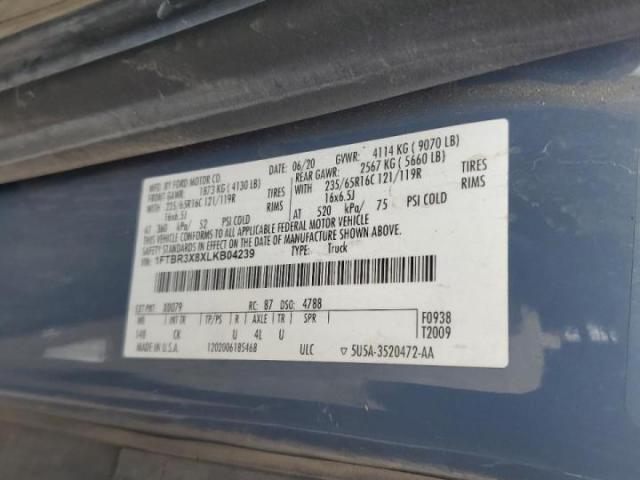 MFD. BY FORD MOTOR CO.
DATE: 06/20 GVWR: 4114 KG ( 9070 LB)
FRONT GAWR: 1873 KG ( 4130 LB)
REAR GAWR: 2567 KG ( 5660 LB)
WITH 235/65R16C 121/119R TIRES
WITH 235/65R16C 121/119R TIRES
16x6.5J RIMS
16x6.5J RIMS
AT 360 kPa/ 52 PSI COLD
AT 520 kPa/ 75 PSI COLD
THIS VEHICLE CONFORMS TO ALL APPLICABLE FEDERAL MOTOR VEHICLE
SAFETY STANDARDS IN EFFECT ON THE DATE OF MANUFACTURE SHOWN ABOVE.
VIN: 1FTBR3X8XLKB04239 TYPE: Truck
EXT PNT: RC: 87 DSO: 4788
WB INT TR TP/PS R AXLE TR SPR F0938
148 CK U 4L U T2009
MADE IN U.S.A. 1202006185468 ULC 5U5A-3520472-AA